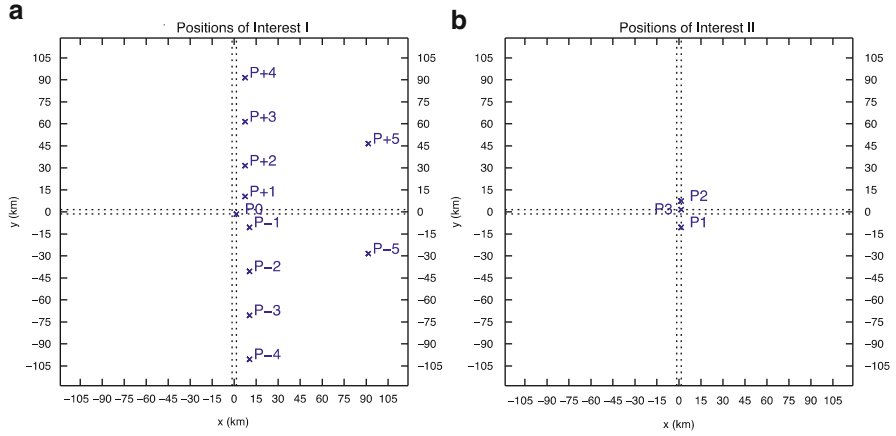 a
Positions of Interest I
105
90
75
60
45
30
15
0
−15
−30
−45
−60
−75
−90
−105
y (km)
P+4
P+3
P+5
P+2
P+1
P0
P−1
P−5
P−2
P−3
P−4
105
90
75
60
45
30
15
0
−15
−30
−45
−60
−75
−90
−105
−105 −90 −75 −60 −45 −30 −15 0 15 30 45 60 75 90 105
x (km)
b
Positions of Interest II
105
90
75
60
45
30
15
0
−15
−30
−45
−60
−75
−90
−105
y (km)
P2
P3
P1
105
90
75
60
45
30
15
0
−15
−30
−45
−60
−75
−90
−105
−105 −90 −75 −60 −45 −30 −15 0 15 30 45 60 75 90 105
x (km)